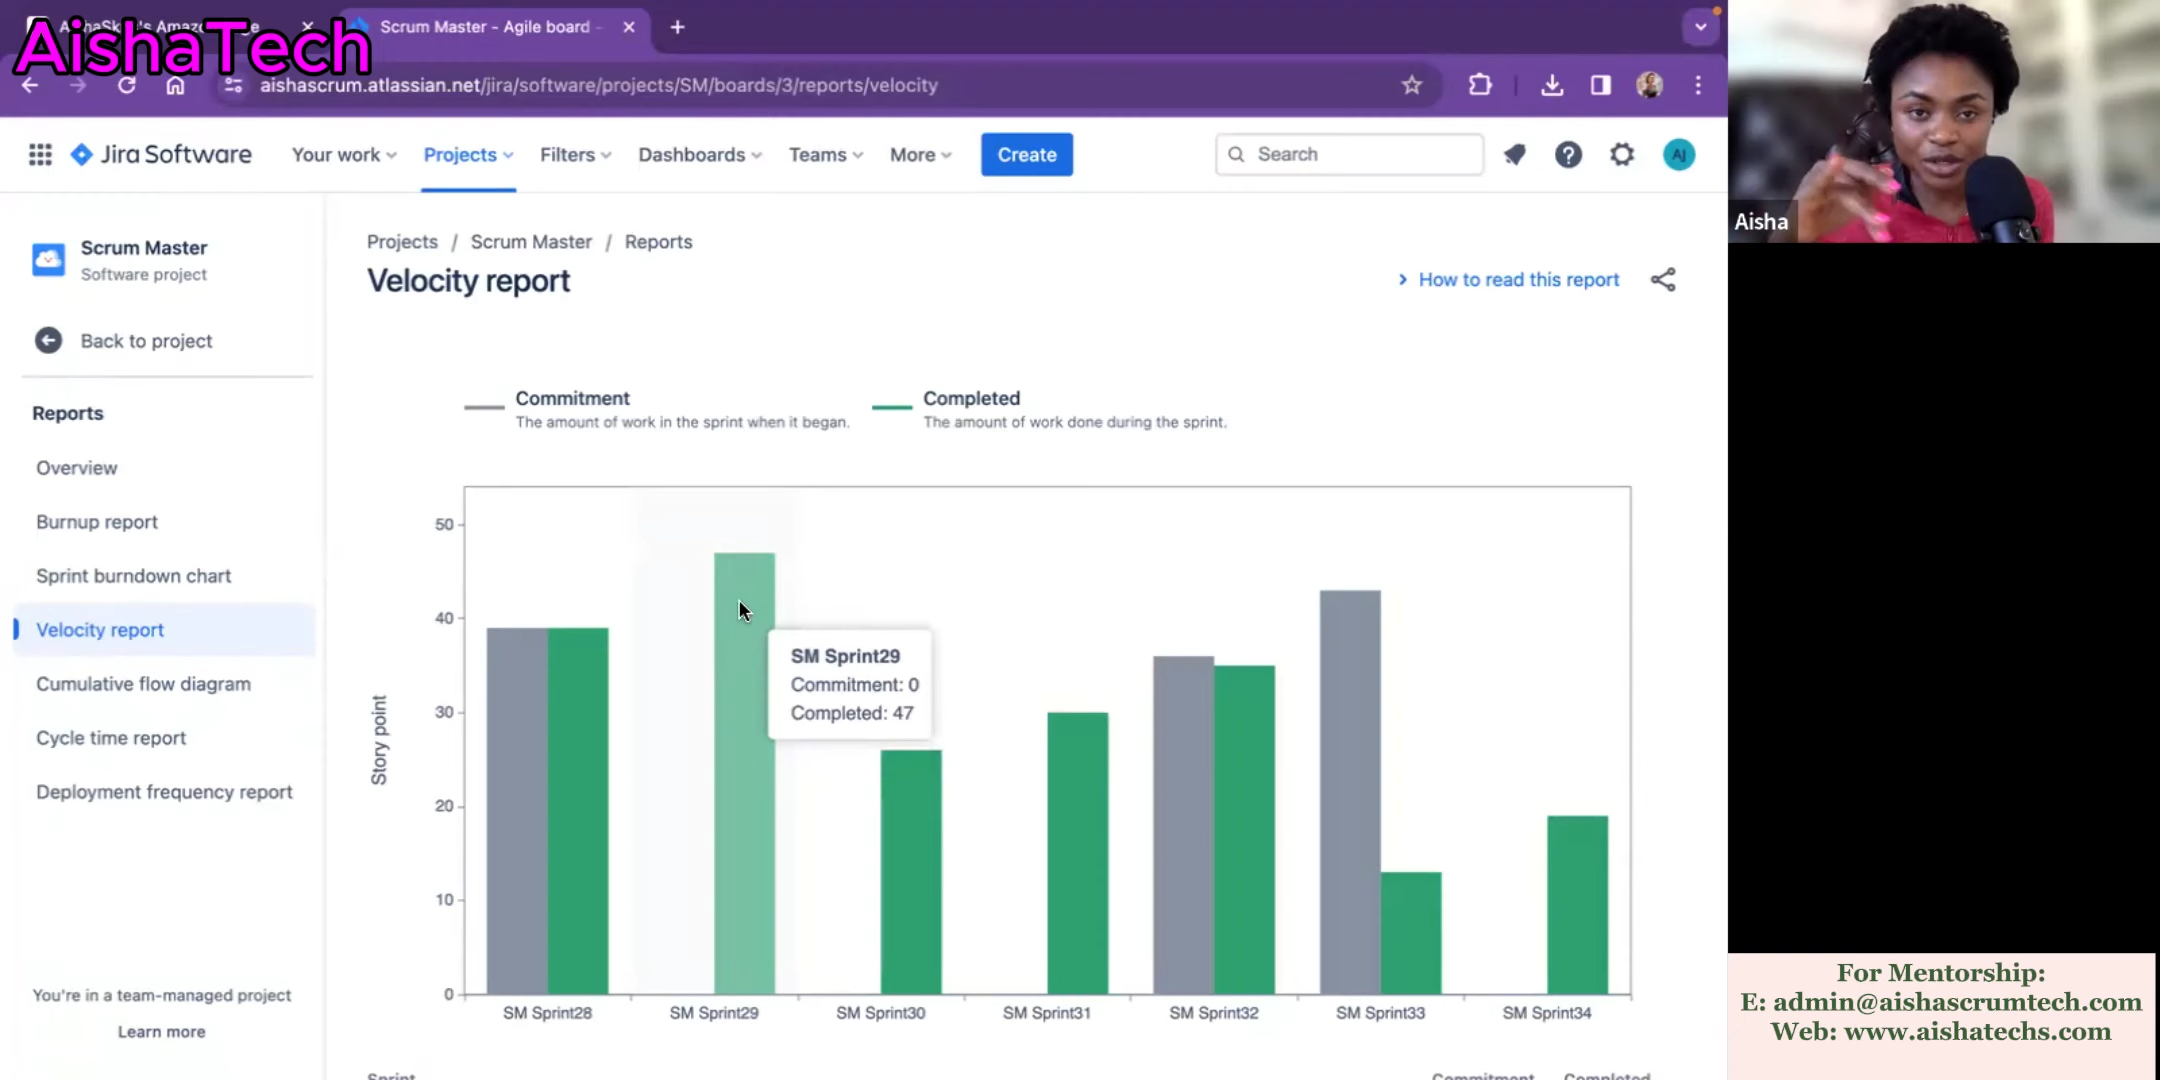 AishaTech
Scrum Master - Agile board -
aishascrum.atlassian.net/jira/software/projects/SM/boards/3/reports/velocity
Jira Software
Your work
Projects
Filters
Dashboards
Teams
More
Create
Search
AJ
Aisha
Scrum Master
Software project
Back to project
Reports
Overview
Burnup report
Sprint burndown chart
Velocity report
Cumulative flow diagram
Cycle time report
Deployment frequency report
You're in a team-managed project
Learn more
Projects / Scrum Master / Reports
Velocity report
How to read this report
Commitment
The amount of work in the sprint when it began.
Completed
The amount of work done during the sprint.
Story point
50
40
30
20
10
0
SM Sprint29
Commitment: 0
Completed: 47
SM Sprint28
SM Sprint29
SM Sprint30
SM Sprint31
SM Sprint32
SM Sprint33
SM Sprint34
Sprint
Commitment
Completed
For Mentorship:
E: admin@aishascrumtech.com
Web: www.aishatechs.com